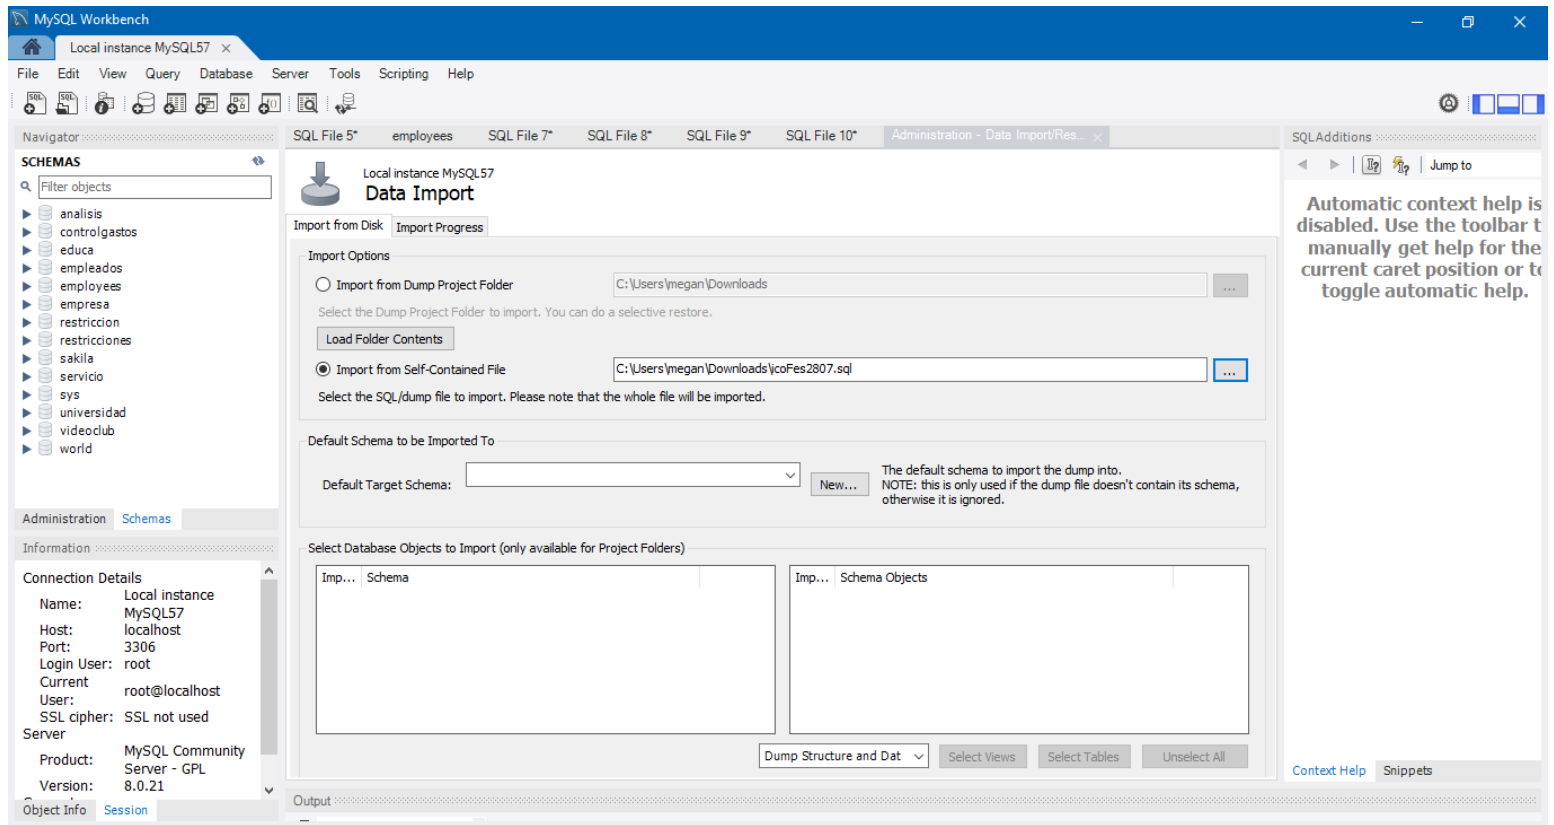 MySQL Workbench
Local instance MySQL57
File Edit View Query Database Server Tools Scripting Help
Navigator
SCHEMAS
Filter objects
analisis
controlgastos
educa
empleados
employees
empresa
restriccion
restricciones
sakila
servicio
sys
universidad
videoclub
world
Administration Schemas
Information
Connection Details
Name: Local instance
MySQL57
Host: localhost
Port: 3306
Login User: root
Current
User: root@localhost
SSL cipher: SSL not used
Server
Product: MySQL Community
Server - GPL
Version: 8.0.21
Object Info Session
SQL File 5* employees SQL File 7* SQL File 8* SQL File 9* SQL File 10* Administration - Data Import/Res...
Local instance MySQL57
Data Import
Import from Disk Import Progress
Import Options
Import from Dump Project Folder C:\Users\megan\Downloads ...
Select the Dump Project Folder to import. You can do a selective restore.
Load Folder Contents
Import from Self-Contained File C:\Users\megan\Downloads\jcoFes2807.sql ...
Select the SQL/dump file to import. Please note that the whole file will be imported.
Default Schema to be Imported To
Default Target Schema: New...
The default schema to import the dump into.
NOTE: this is only used if the dump file doesn't contain its schema,
otherwise it is ignored.
Select Database Objects to Import (only available for Project Folders)
Imp... Schema
Imp... Schema Objects
Dump Structure and Dat Select Views Select Tables Unselect All
Output
SQLAdditions
Jump to
Automatic context help is
disabled. Use the toolbar t
manually get help for the
current caret position or to
toggle automatic help.
Context Help Snippets